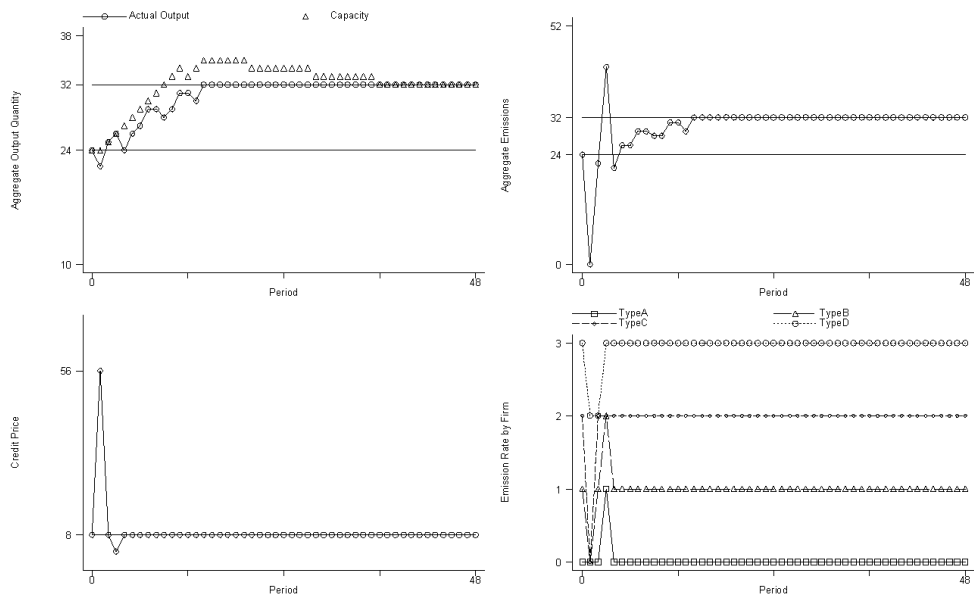 Actual Output Capacity
38
32
24
10
Aggregate Output Quantity
0 48
Period
52
32
24
0
Aggregate Emissions
0 48
Period
56
8
Credit Price
0 48
Period
TypeA TypeB
TypeC TypeD
3
2
1
0
Emission Rate by Firm
0 48
Period